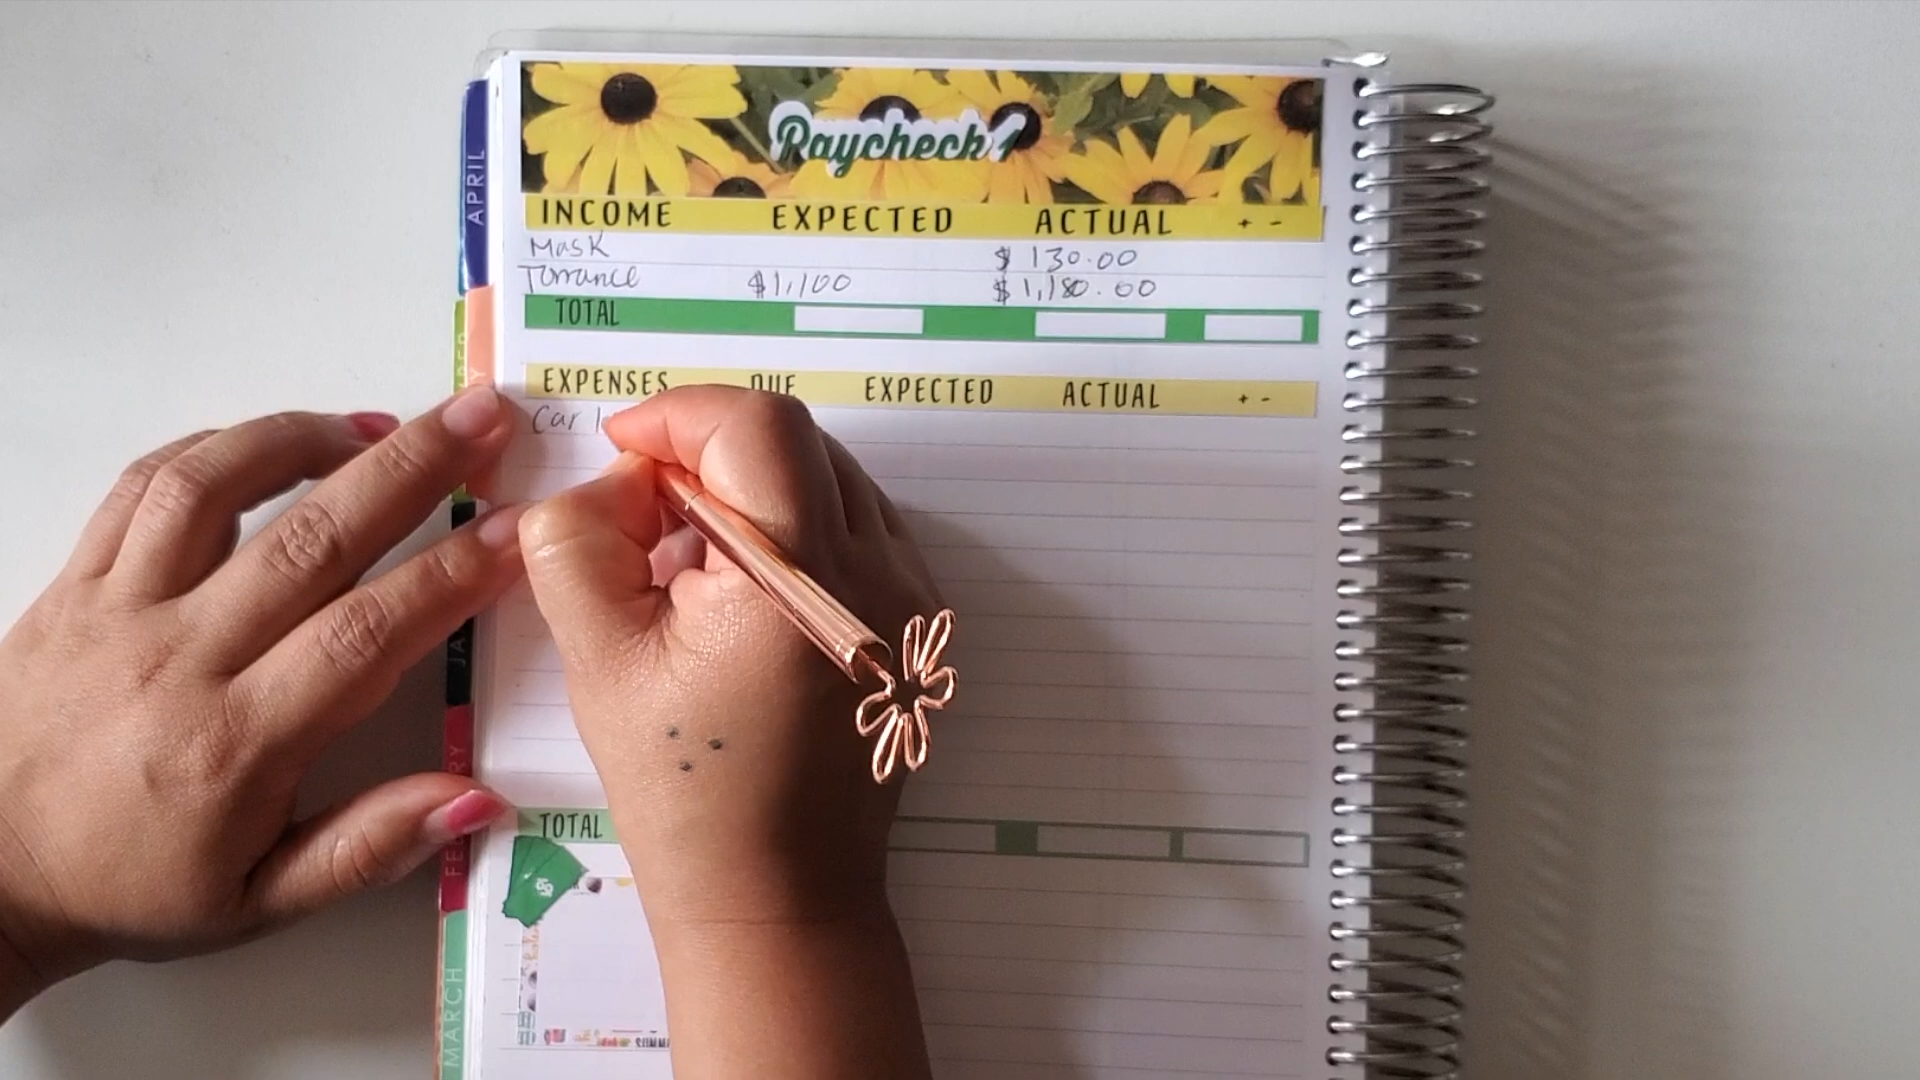 Paycheck 1
INCOME EXPECTED ACTUAL + -
Mask $ 130.00
Torrance $1,100 $ 1,180.00
TOTAL
EXPENSES DUE EXPECTED ACTUAL + -
Car
TOTAL
APRIL
MARCH